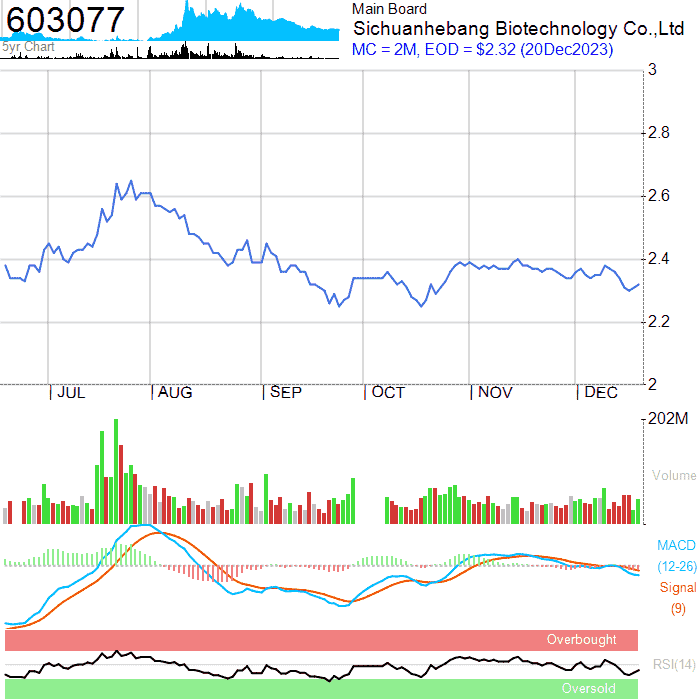 603077
5yr Chart
Main Board
Sichuanhebang Biotechnology Co.,Ltd
MC = 2M, EOD = $2.32 (20Dec2023)
3
2.8
2.6
2.4
2.2
2
JUL AUG SEP OCT NOV DEC
202M
Volume
MACD
(12-26)
Signal
(9)
Overbought
RSI(14)
Oversold